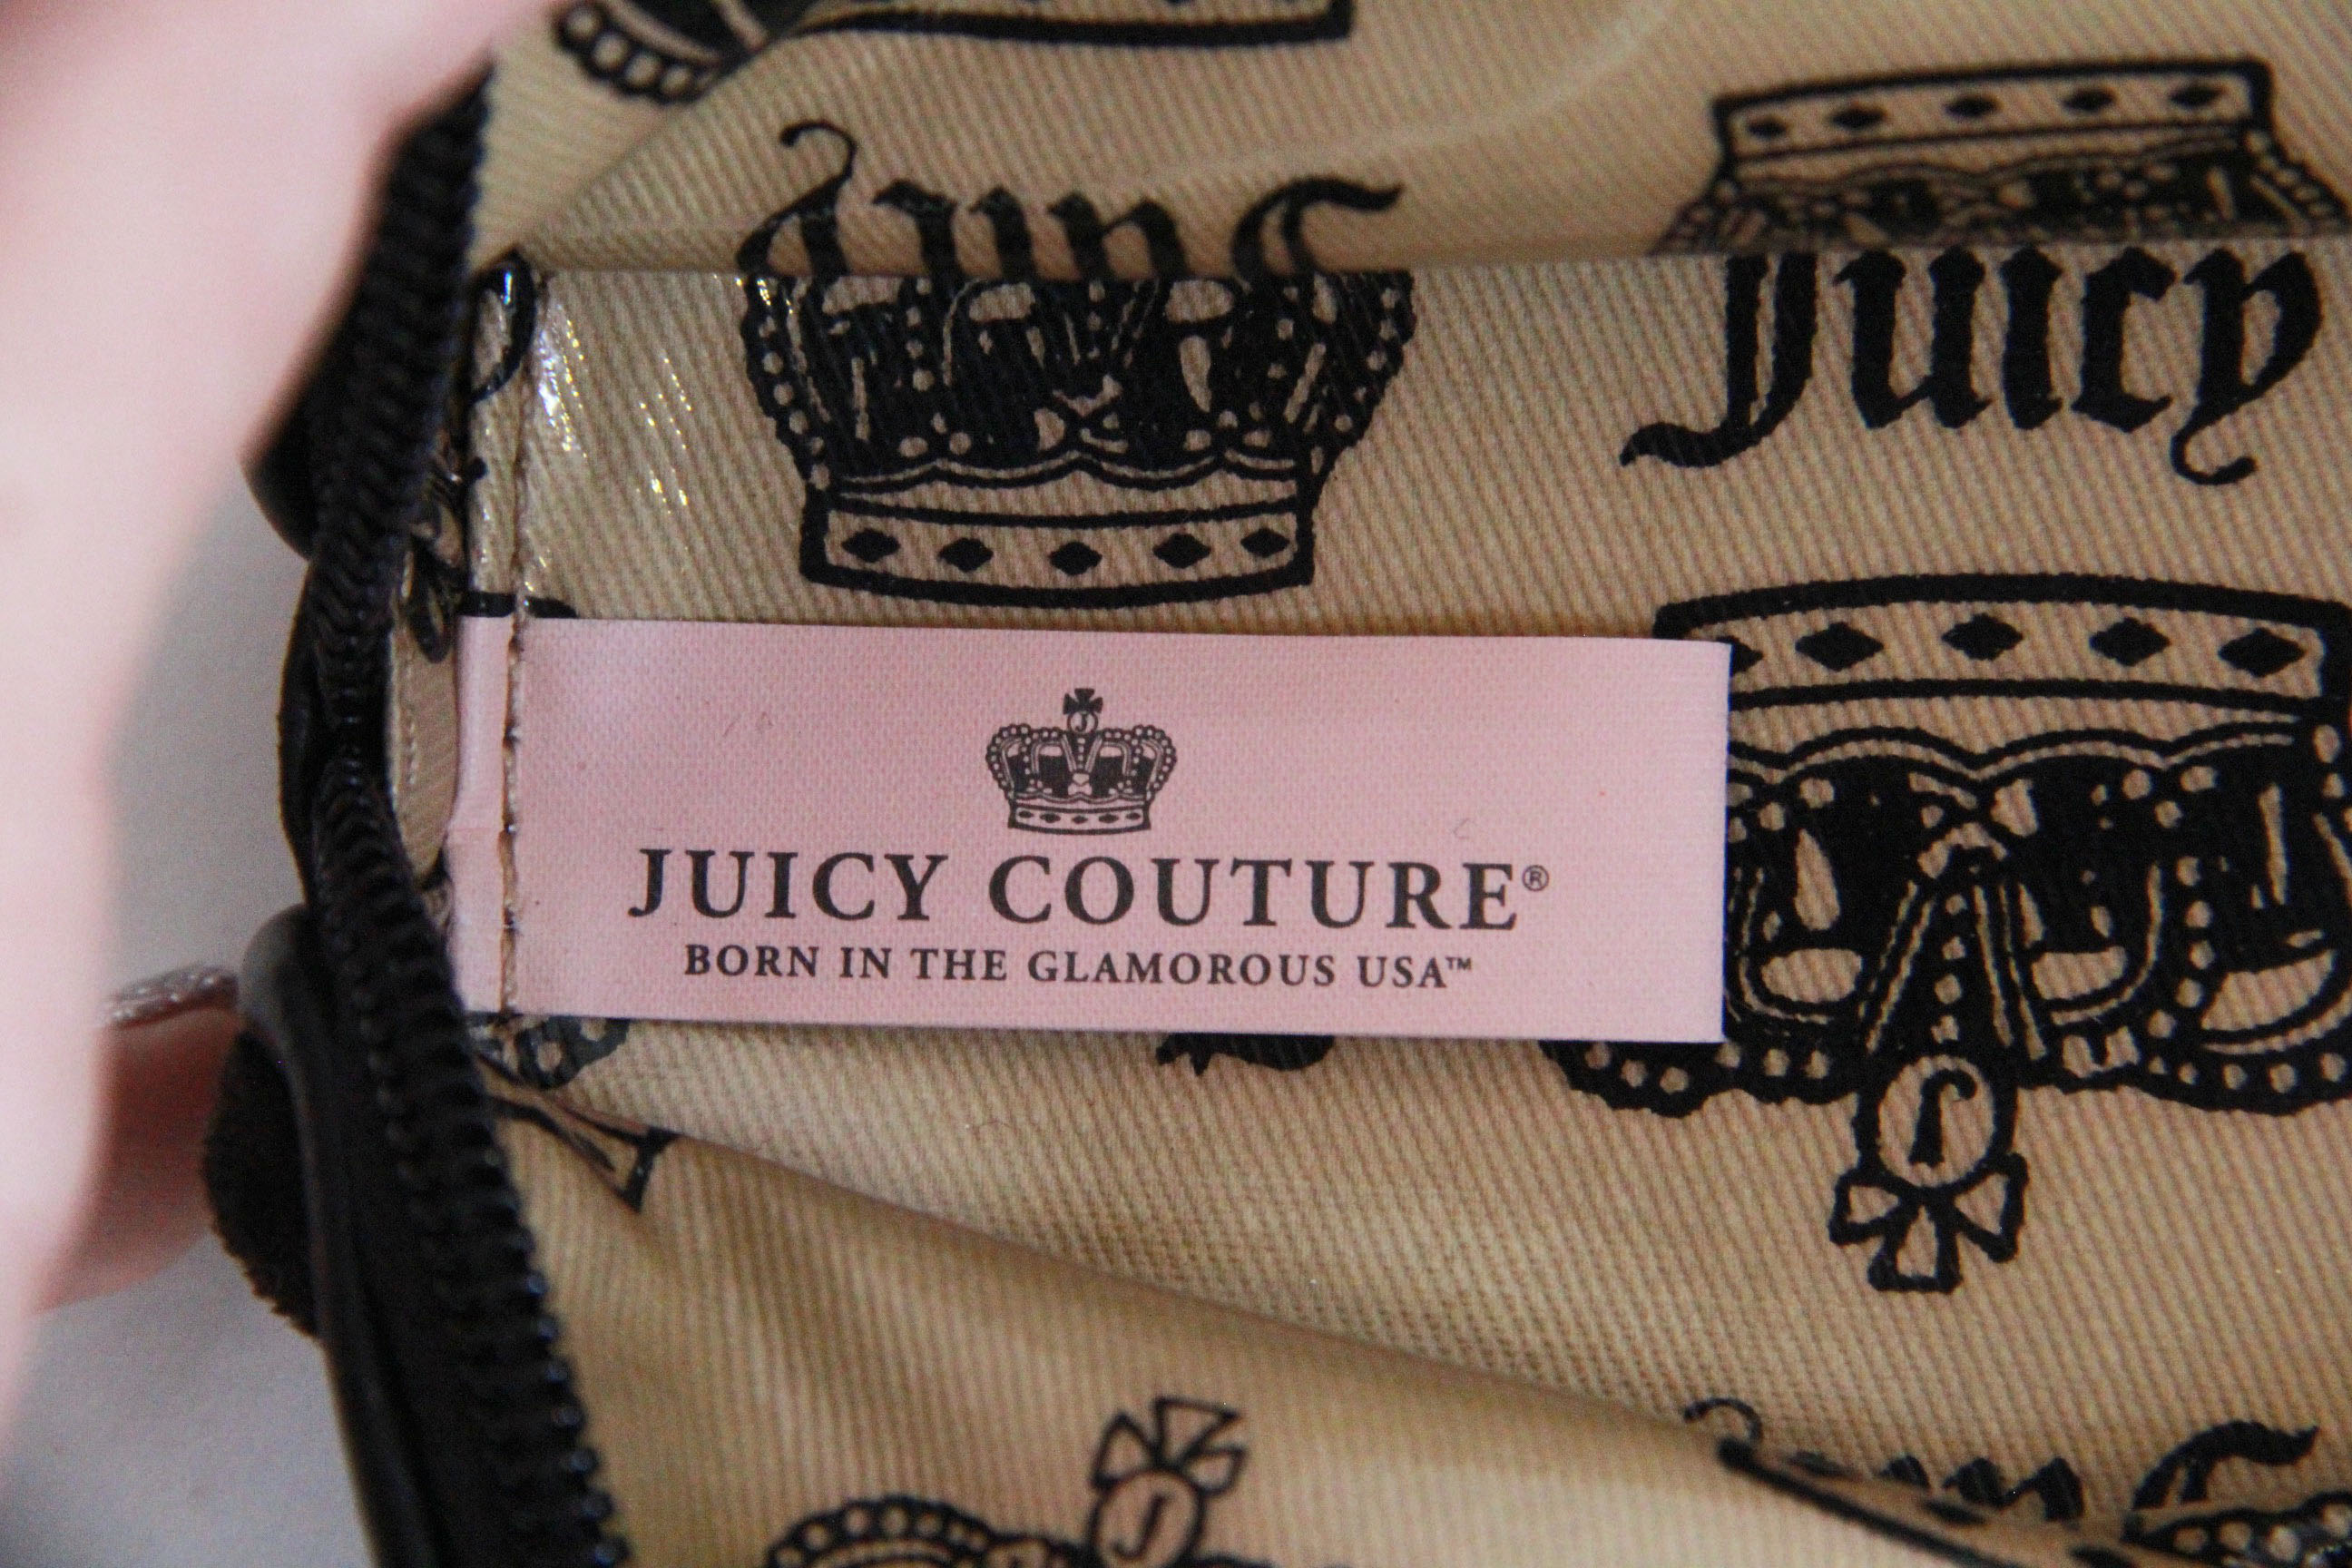 Juicy
J
JUICY COUTURE®
BORN IN THE GLAMOROUS USA™
J
J